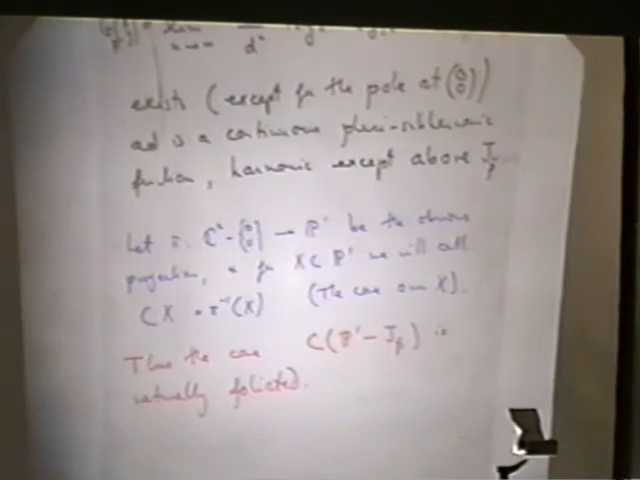 exists (except for the pole at (0 0))
and is a continuous pluri-subharmonic
function, harmonic except above J_p
Let π: C² - (0 0) → P¹ be the obvious
projection, & for X ⊂ P¹ we will call
CX = π⁻¹(X) (the cone over X).
Thus the cone C(P¹ - J_p) is
naturally foliated.